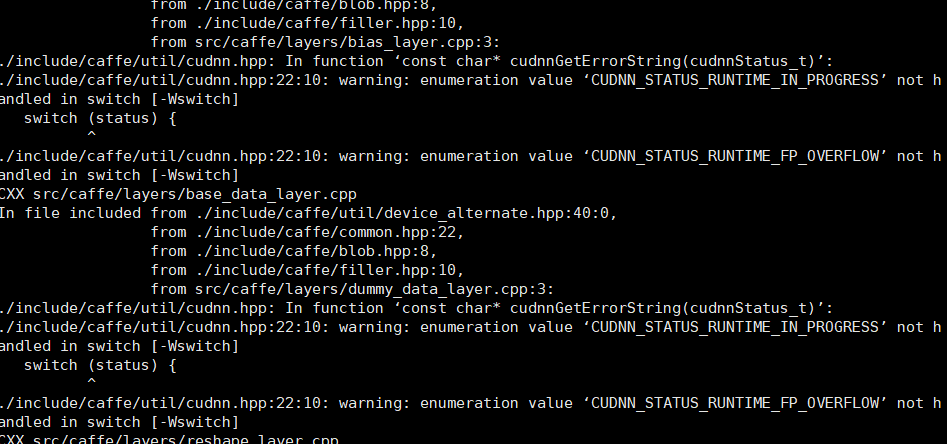 from ./include/caffe/blob.hpp:8,
from ./include/caffe/filler.hpp:10,
from src/caffe/layers/bias_layer.cpp:3:
./include/caffe/util/cudnn.hpp: In function ‘const char* cudnnGetErrorString(cudnnStatus_t)’:
./include/caffe/util/cudnn.hpp:22:10: warning: enumeration value ‘CUDNN_STATUS_RUNTIME_IN_PROGRESS’ not h
andled in switch [-Wswitch]
switch (status) {
^
./include/caffe/util/cudnn.hpp:22:10: warning: enumeration value ‘CUDNN_STATUS_RUNTIME_FP_OVERFLOW’ not h
andled in switch [-Wswitch]
CXX src/caffe/layers/base_data_layer.cpp
In file included from ./include/caffe/util/device_alternate.hpp:40:0,
from ./include/caffe/common.hpp:22,
from ./include/caffe/blob.hpp:8,
from ./include/caffe/filler.hpp:10,
from src/caffe/layers/dummy_data_layer.cpp:3:
./include/caffe/util/cudnn.hpp: In function ‘const char* cudnnGetErrorString(cudnnStatus_t)’:
./include/caffe/util/cudnn.hpp:22:10: warning: enumeration value ‘CUDNN_STATUS_RUNTIME_IN_PROGRESS’ not h
andled in switch [-Wswitch]
switch (status) {
^
./include/caffe/util/cudnn.hpp:22:10: warning: enumeration value ‘CUDNN_STATUS_RUNTIME_FP_OVERFLOW’ not h
andled in switch [-Wswitch]
CXX src/caffe/layers/reshape_layer.cpp